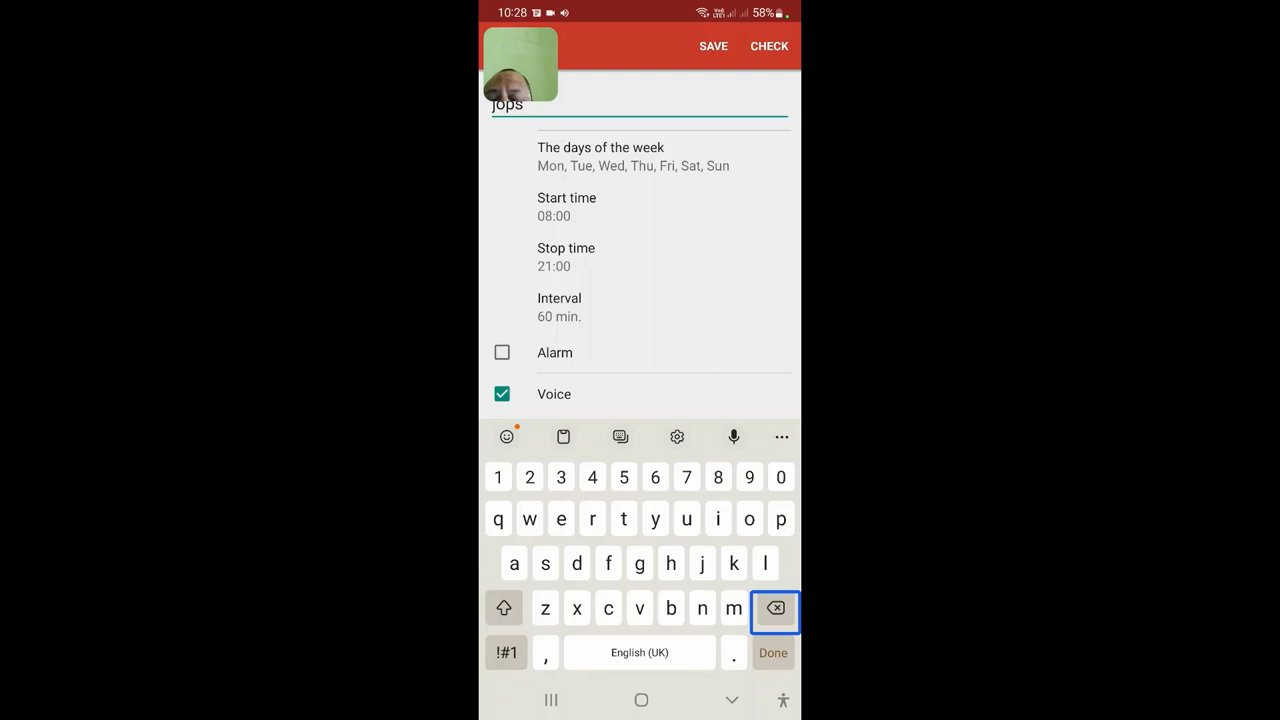 10:28 Vo) LTE1 58%
SAVE CHECK
jops
The days of the week
Mon, Tue, Wed, Thu, Fri, Sat, Sun
Start time
08:00
Stop time
21:00
Interval
60 min.
Alarm
Voice
1 2 3 4 5 6 7 8 9 0
q w e r t y u i o p
a s d f g h j k l
z x c v b n m
!#1 , English (UK) . Done